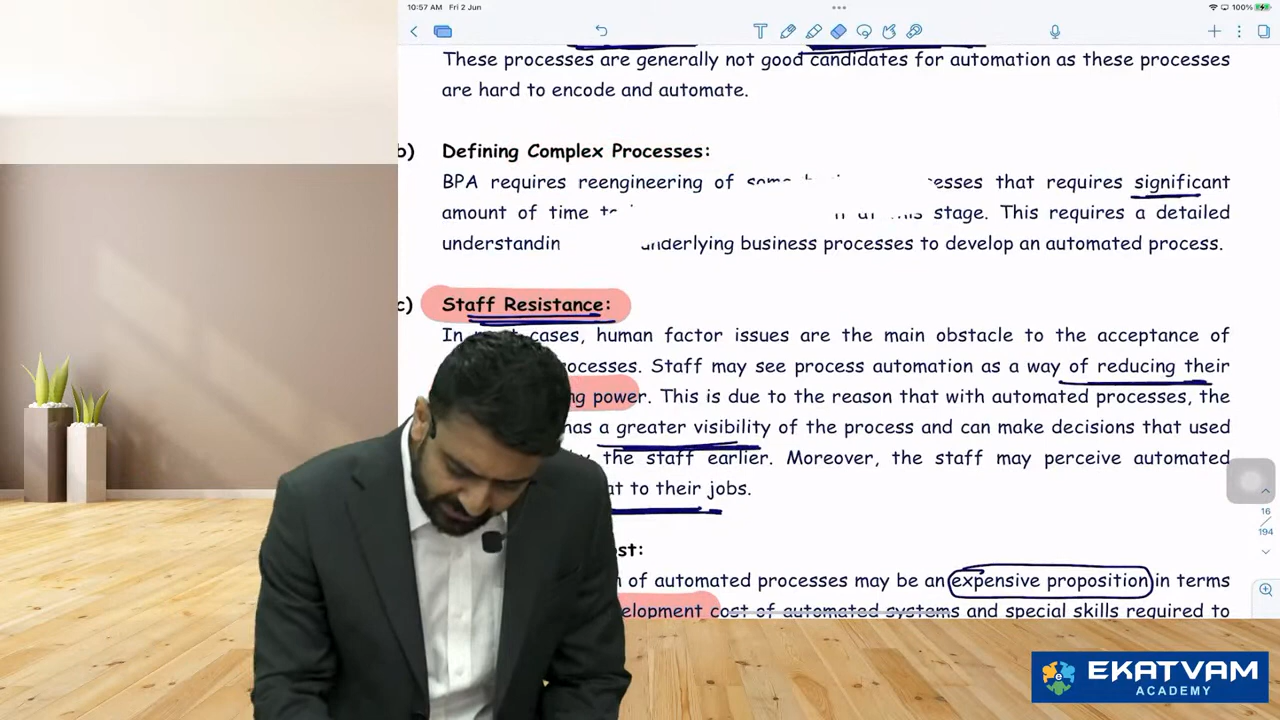 10:57 AM Fri 2 Jun
100%
These processes are generally not good candidates for automation as these processes
are hard to encode and automate.
b) Defining Complex Processes:
BPA requires reengineering of some that requires significant
amount of time stage. This requires a detailed
underlying business processes to develop an automated process.
c) Staff Resistance:
In most cases, human factor issues are the main obstacle to the acceptance of
Staff may see process automation as a way of reducing their
power. This is due to the reason that with automated processes, the
has a greater visibility of the process and can make decisions that used
the staff earlier. Moreover, the staff may perceive automated
to their jobs.
of automated processes may be an expensive proposition in terms
cost of automated systems and special skills required to
16
194
EKATVAM
ACADEMY